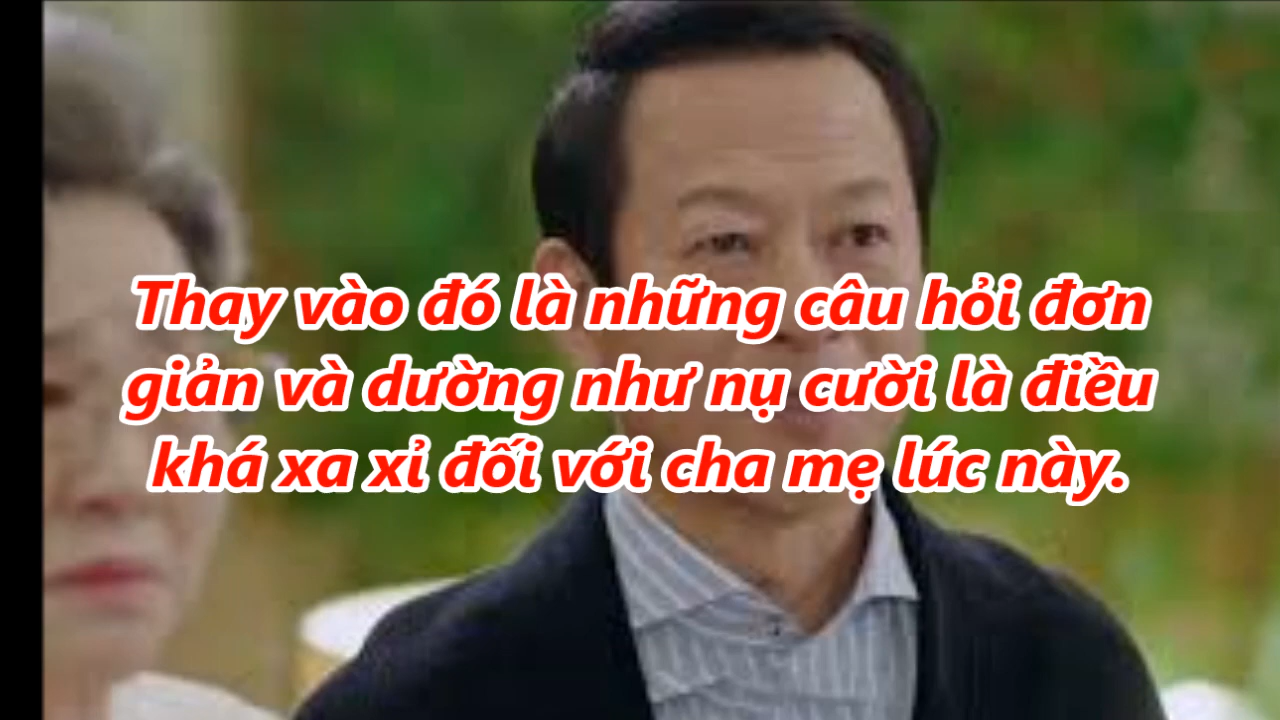 Thay vào đó là những câu hỏi đơn
giản và dường như nụ cười là điều
khá xa xỉ đối với cha mẹ lúc này.